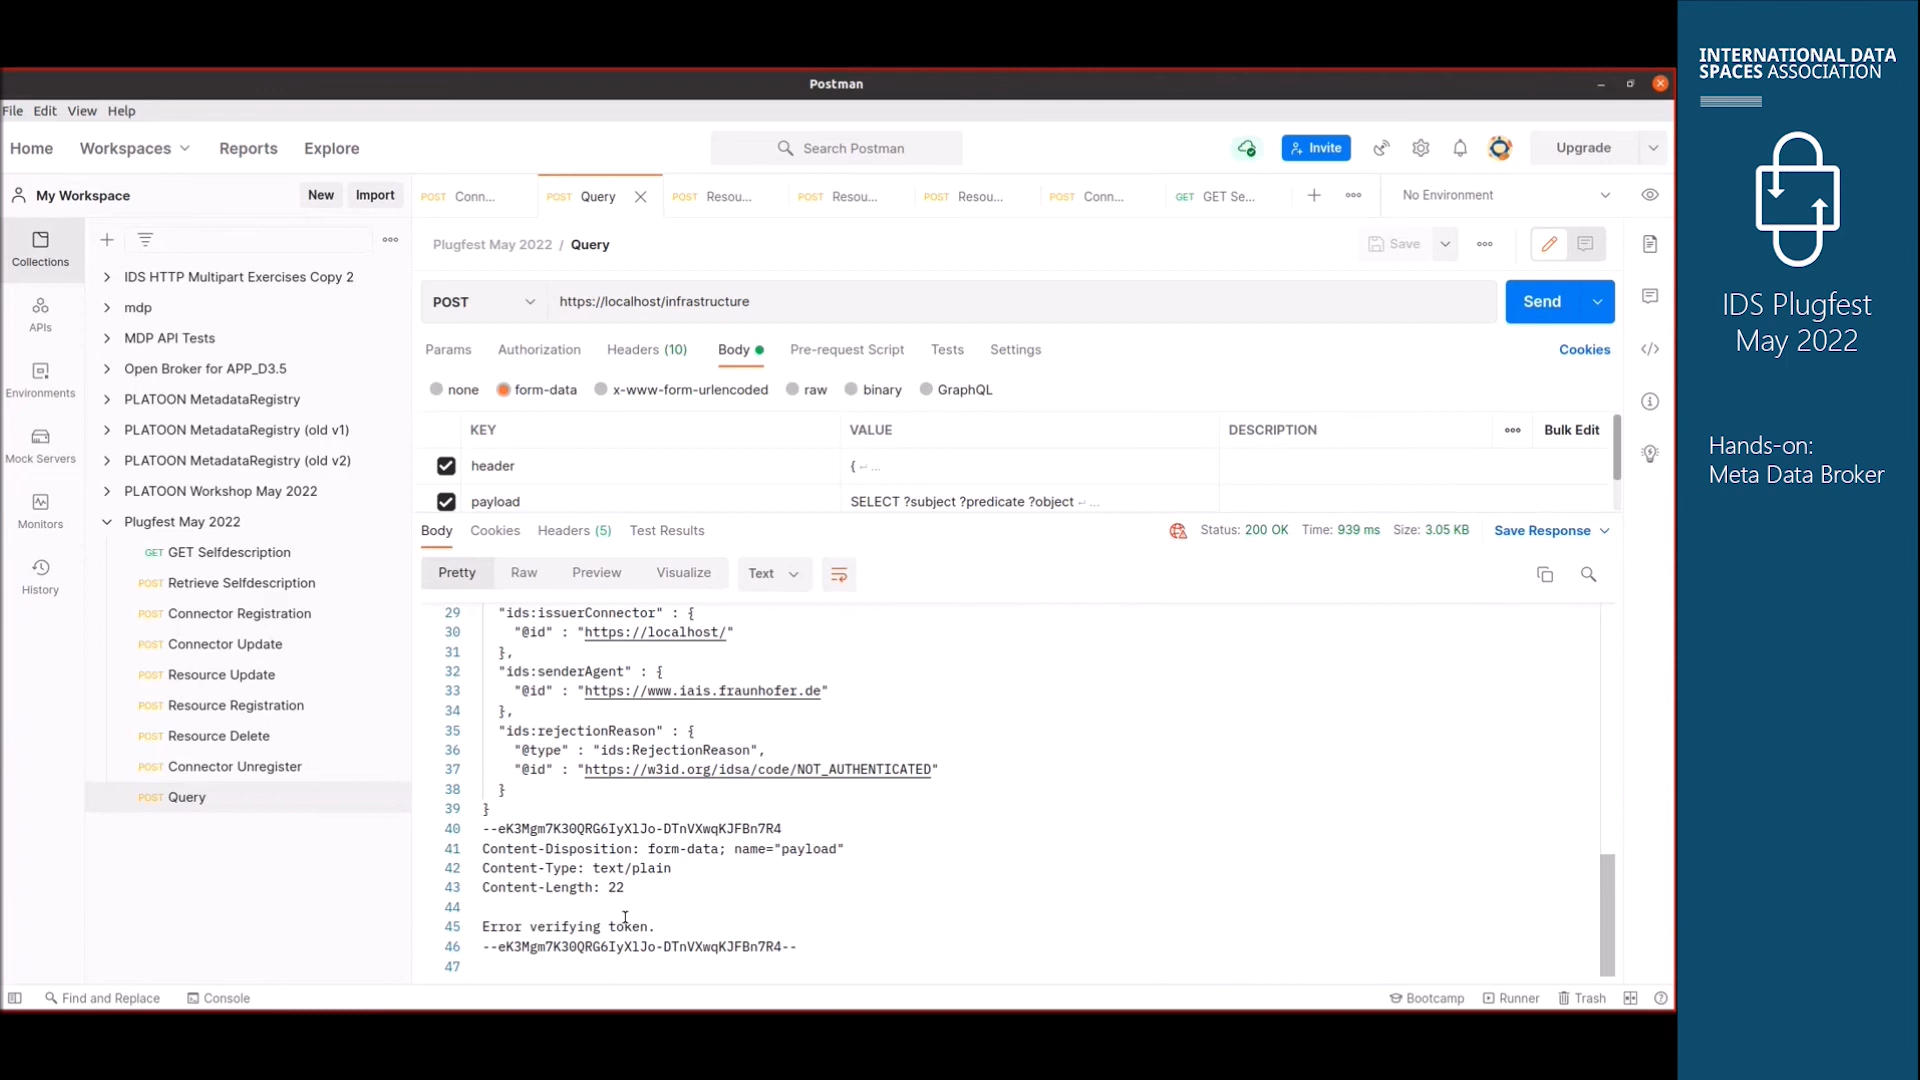 Postman
File Edit View Help
Home Workspaces Reports Explore
Search Postman
Invite
Upgrade
My Workspace
New Import
POST Conn...
POST Query
POST Resou...
POST Resou...
POST Resou...
POST Conn...
GET GET Se...
No Environment
Collections
APIs
Environments
Mock Servers
Monitors
History
IDS HTTP Multipart Exercises Copy 2
mdp
MDP API Tests
Open Broker for APP_D3.5
PLATOON MetadataRegistry
PLATOON MetadataRegistry (old v1)
PLATOON MetadataRegistry (old v2)
PLATOON Workshop May 2022
Plugfest May 2022
GET GET Selfdescription
POST Retrieve Selfdescription
POST Connector Registration
POST Connector Update
POST Resource Update
POST Resource Registration
POST Resource Delete
POST Connector Unregister
POST Query
Plugfest May 2022 / Query
Save
POST https://localhost/infrastructure
Send
Params Authorization Headers (10) Body Pre-request Script Tests Settings
Cookies
none form-data x-www-form-urlencoded raw binary GraphQL
KEY VALUE DESCRIPTION
Bulk Edit
header { ↵ ...
payload SELECT ?subject ?predicate ?object ↵ ...
Body Cookies Headers (5) Test Results
Status: 200 OK Time: 939 ms Size: 3.05 KB Save Response
Pretty Raw Preview Visualize Text
29 "ids:issuerConnector" : {
30 "@id" : "https://localhost/"
31 },
32 "ids:senderAgent" : {
33 "@id" : "https://www.iais.fraunhofer.de"
34 },
35 "ids:rejectionReason" : {
36 "@type" : "ids:RejectionReason",
37 "@id" : "https://w3id.org/idsa/code/NOT_AUTHENTICATED"
38 }
39 }
40 --eK3Mgm7K30QRG6IyXlJo-DTnVXwqKJFBn7R4
41 Content-Disposition: form-data; name="payload"
42 Content-Type: text/plain
43 Content-Length: 22
44
45 Error verifying token.
46 --eK3Mgm7K30QRG6IyXlJo-DTnVXwqKJFBn7R4--
47
Find and Replace Console
Bootcamp Runner Trash
INTERNATIONAL DATA
SPACES ASSOCIATION
IDS Plugfest
May 2022
Hands-on:
Meta Data Broker